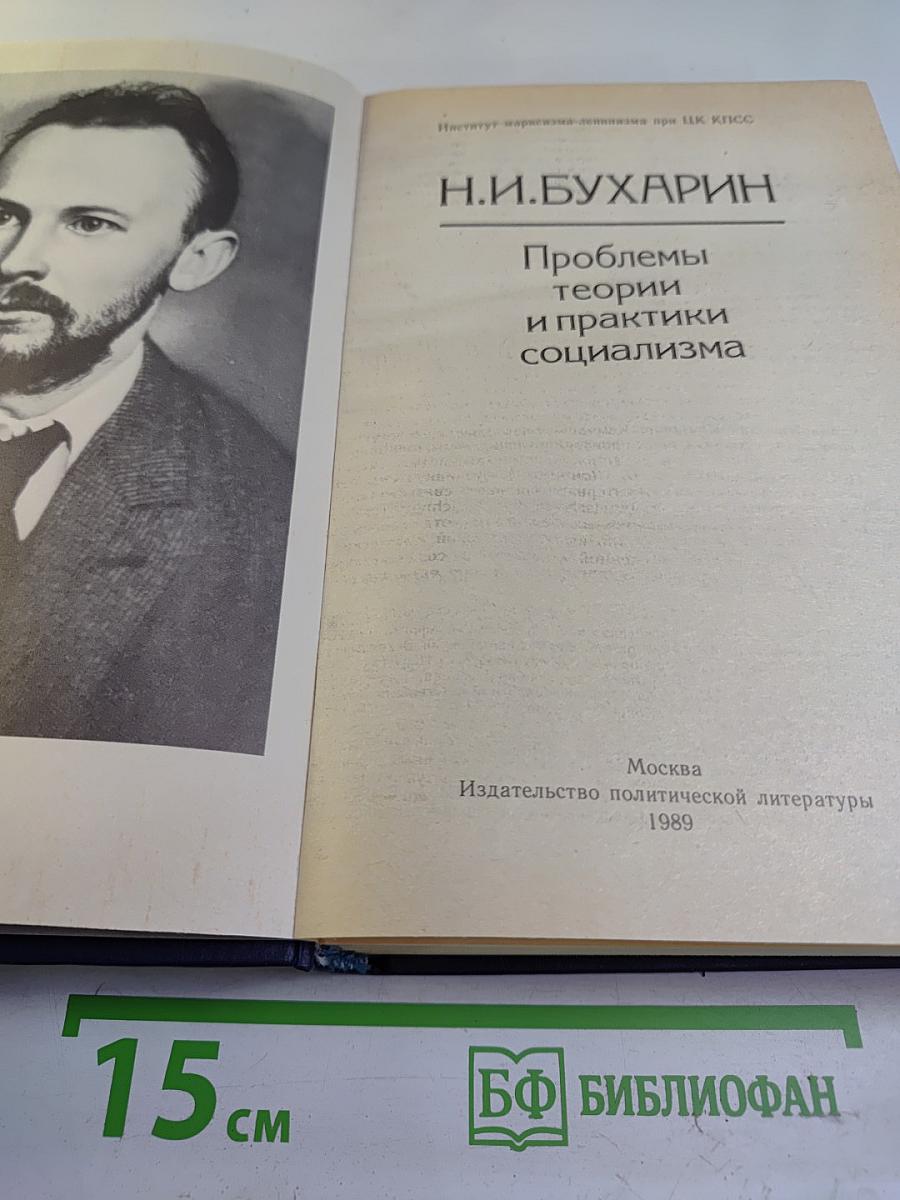 Институт марксизма-ленинизма при ЦК КПСС
Н.И.БУХАРИН
Проблемы
теории
и практики
социализма
Москва
Издательство политической литературы
1989
15 см
БФ БИБЛИОФАН